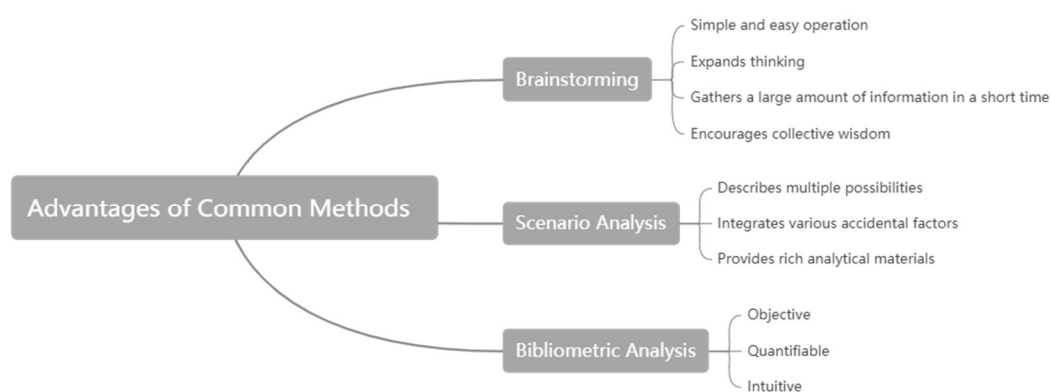 Advantages of Common Methods
Brainstorming
Simple and easy operation
Expands thinking
Gathers a large amount of information in a short time
Encourages collective wisdom
Scenario Analysis
Describes multiple possibilities
Integrates various accidental factors
Provides rich analytical materials
Bibliometric Analysis
Objective
Quantifiable
Intuitive